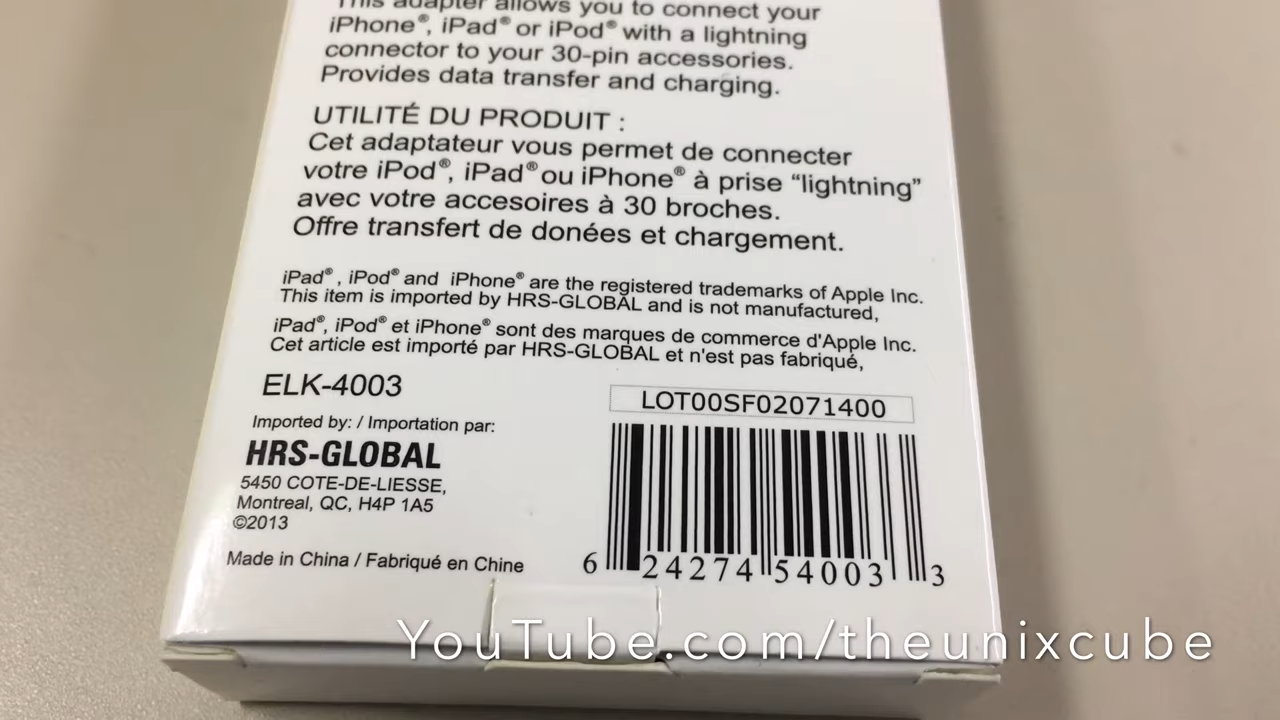 This adapter allows you to connect your
iPhone®, iPad® or iPod® with a lightning
connector to your 30-pin accessories.
Provides data transfer and charging.
UTILITÉ DU PRODUIT :
Cet adaptateur vous permet de connecter
votre iPod®, iPad® ou iPhone® à prise “lightning”
avec votre accesoires à 30 broches.
Offre transfert de donées et chargement.
iPad®, iPod® and iPhone® are the registered trademarks of Apple Inc.
This item is imported by HRS-GLOBAL and is not manufactured,
iPad®, iPod® et iPhone® sont des marques de commerce d'Apple Inc.
Cet article est importé par HRS-GLOBAL et n'est pas fabriqué,
ELK-4003
Imported by: / Importation par:
HRS-GLOBAL
5450 COTE-DE-LIESSE,
Montreal, QC, H4P 1A5
©2013
Made in China / Fabriqué en Chine
LOT00SF02071400
6 24274 54003 3
YouTube.com/theunixcube